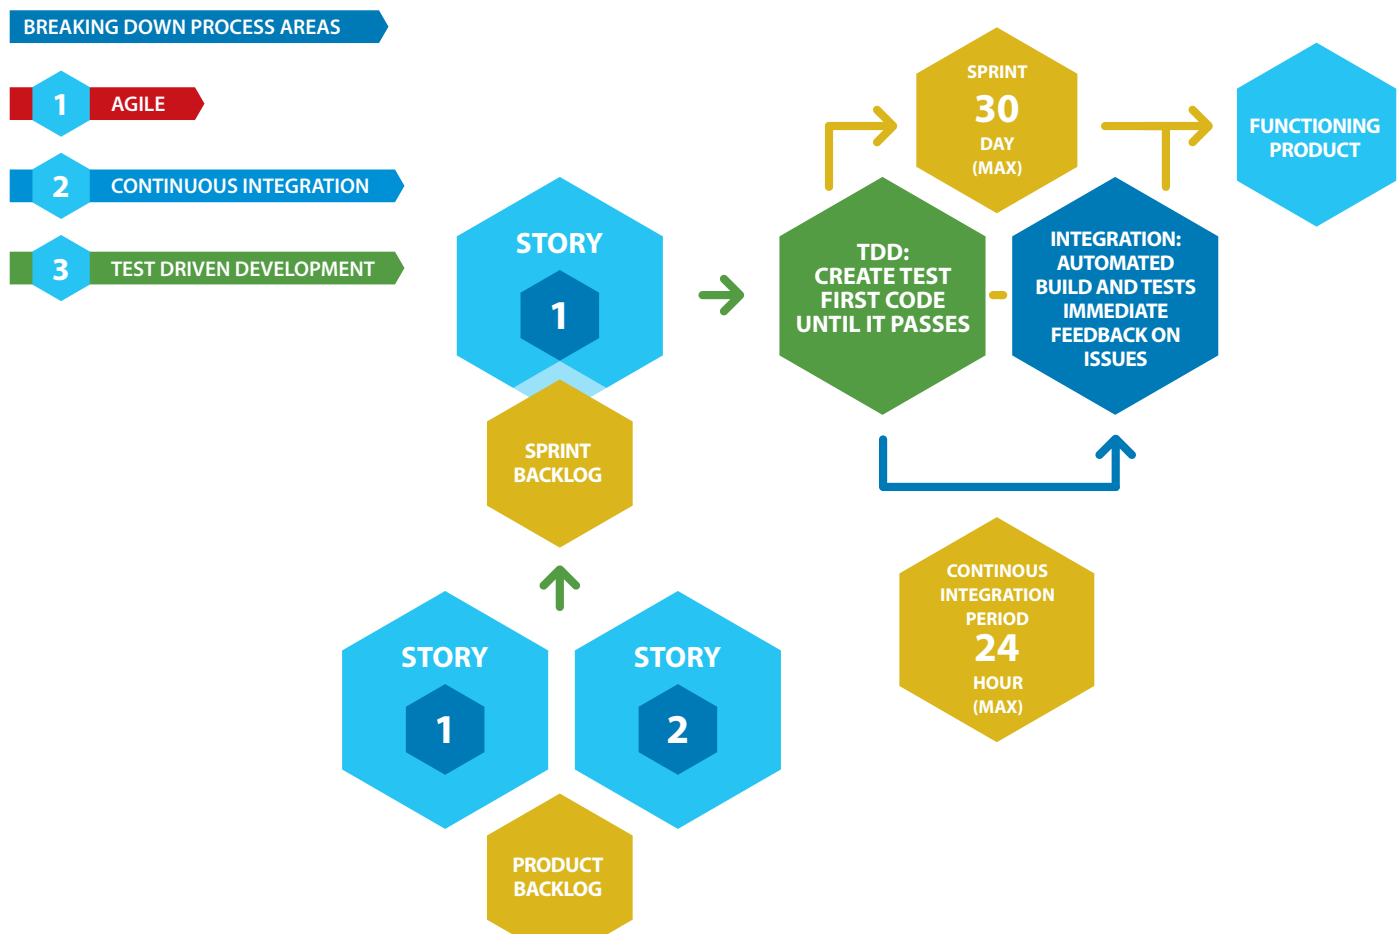 BREAKING DOWN PROCESS AREAS
1
AGILE
2
CONTINUOUS INTEGRATION
3
TEST DRIVEN DEVELOPMENT
STORY
1
SPRINT
BACKLOG
STORY
1
STORY
2
PRODUCT
BACKLOG
TDD:
CREATE TEST
FIRST CODE
UNTIL IT PASSES
SPRINT
30
DAY
(MAX)
INTEGRATION:
AUTOMATED
BUILD AND TESTS
IMMEDIATE
FEEDBACK ON
ISSUES
FUNCTIONING
PRODUCT
CONTINOUS
INTEGRATION
PERIOD
24
HOUR
(MAX)